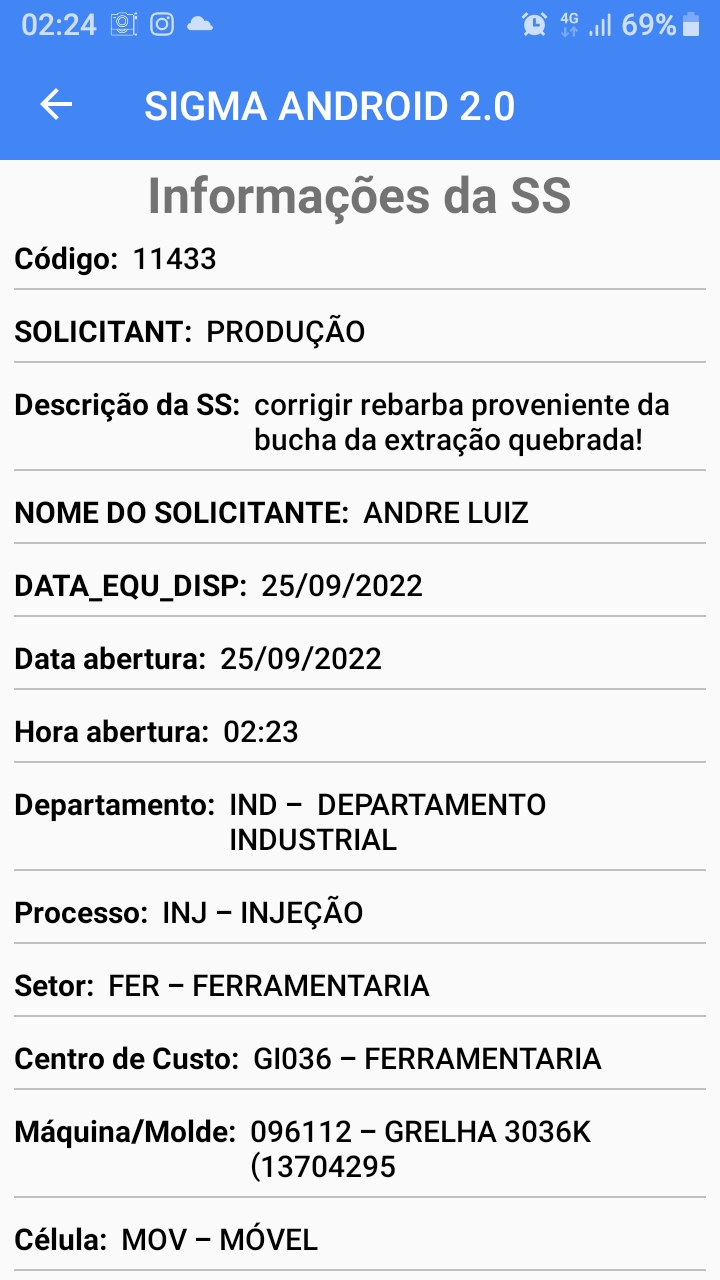 02:24 4G 69%
SIGMA ANDROID 2.0
Informações da SS
Código: 11433
SOLICITANT: PRODUÇÃO
Descrição da SS: corrigir rebarba proveniente da
bucha da extração quebrada!
NOME DO SOLICITANTE: ANDRE LUIZ
DATA_EQU_DISP: 25/09/2022
Data abertura: 25/09/2022
Hora abertura: 02:23
Departamento: IND – DEPARTAMENTO
INDUSTRIAL
Processo: INJ – INJEÇÃO
Setor: FER – FERRAMENTARIA
Centro de Custo: GI036 – FERRAMENTARIA
Máquina/Molde: 096112 – GRELHA 3036K
(13704295
Célula: MOV – MÓVEL